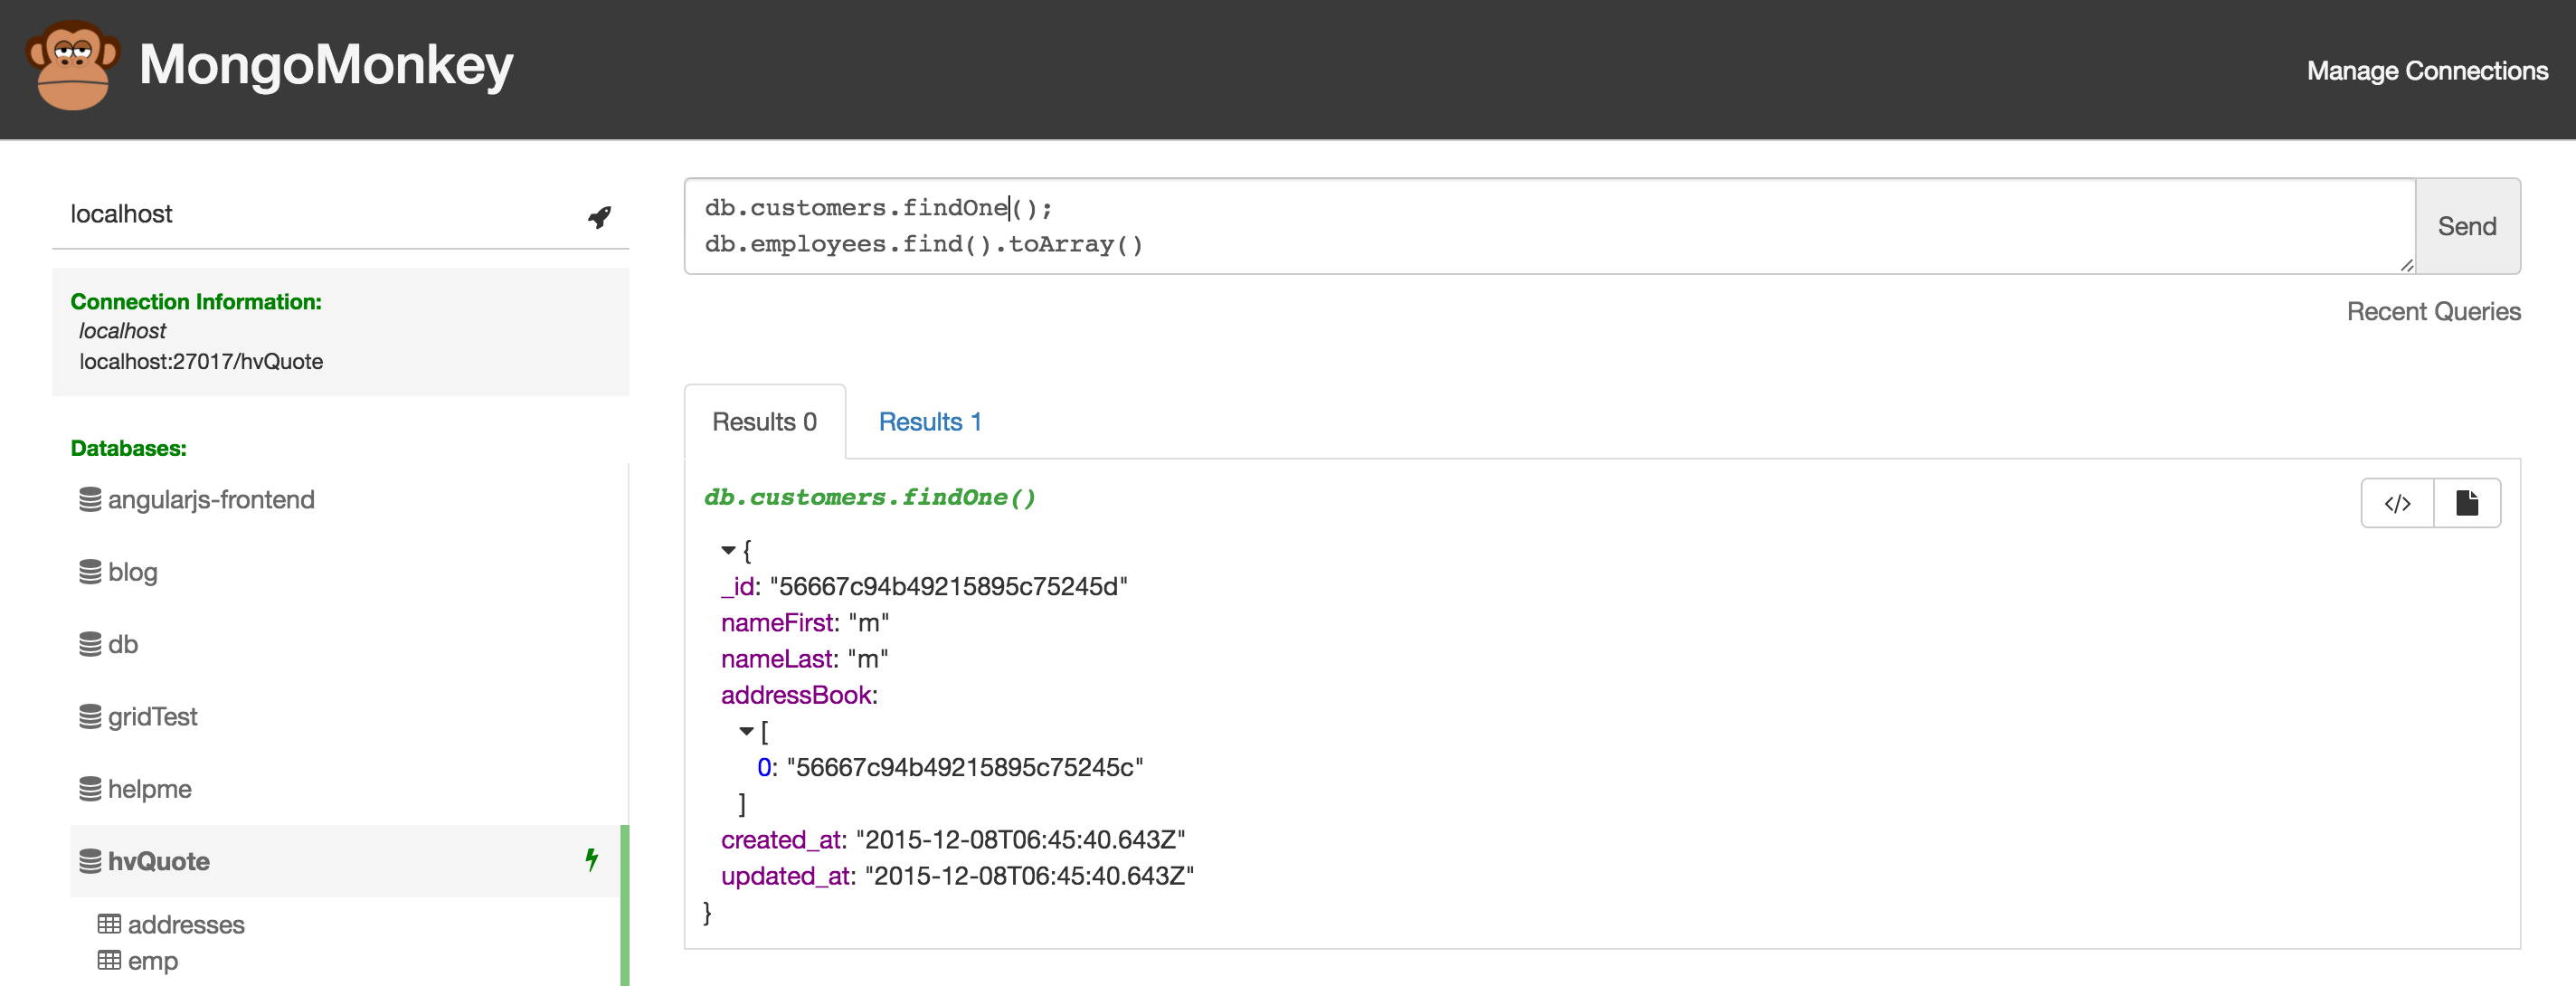 MongoMonkey
Manage Connections
localhost
Connection Information:
localhost
localhost:27017/hvQuote
Databases:
angularjs-frontend
blog
db
gridTest
helpme
hvQuote
addresses
emp
db.customers.findOne();
db.employees.find().toArray()
Send
Recent Queries
Results 0
Results 1
db.customers.findOne()
</>
{
_id: "56667c94b49215895c75245d"
nameFirst: "m"
nameLast: "m"
addressBook:
[
0: "56667c94b49215895c75245c"
]
created_at: "2015-12-08T06:45:40.643Z"
updated_at: "2015-12-08T06:45:40.643Z"
}